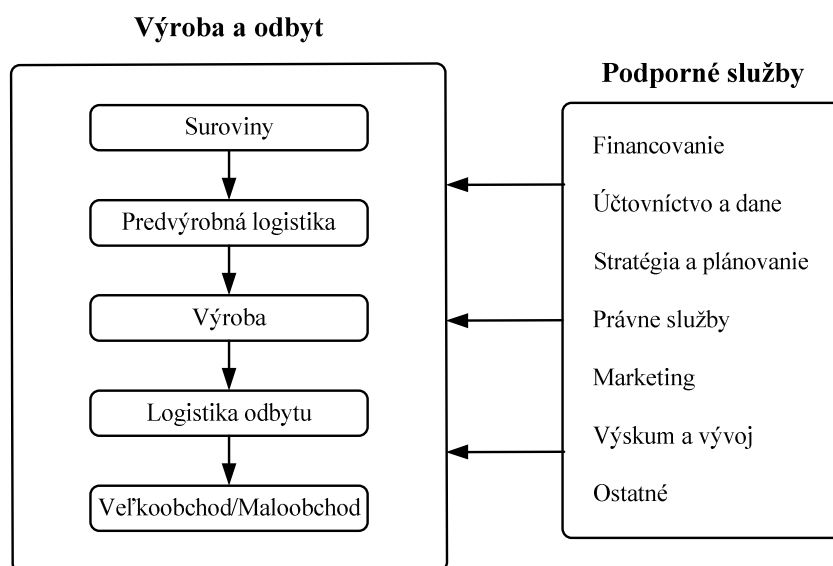 Výroba a odbyt
Suroviny
Predvýrobná logistika
Výroba
Logistika odbytu
Veľkoobchod/Maloobchod
Podporné služby
Financovanie
Účtovníctvo a dane
Stratégia a plánovanie
Právne služby
Marketing
Výskum a vývoj
Ostatné